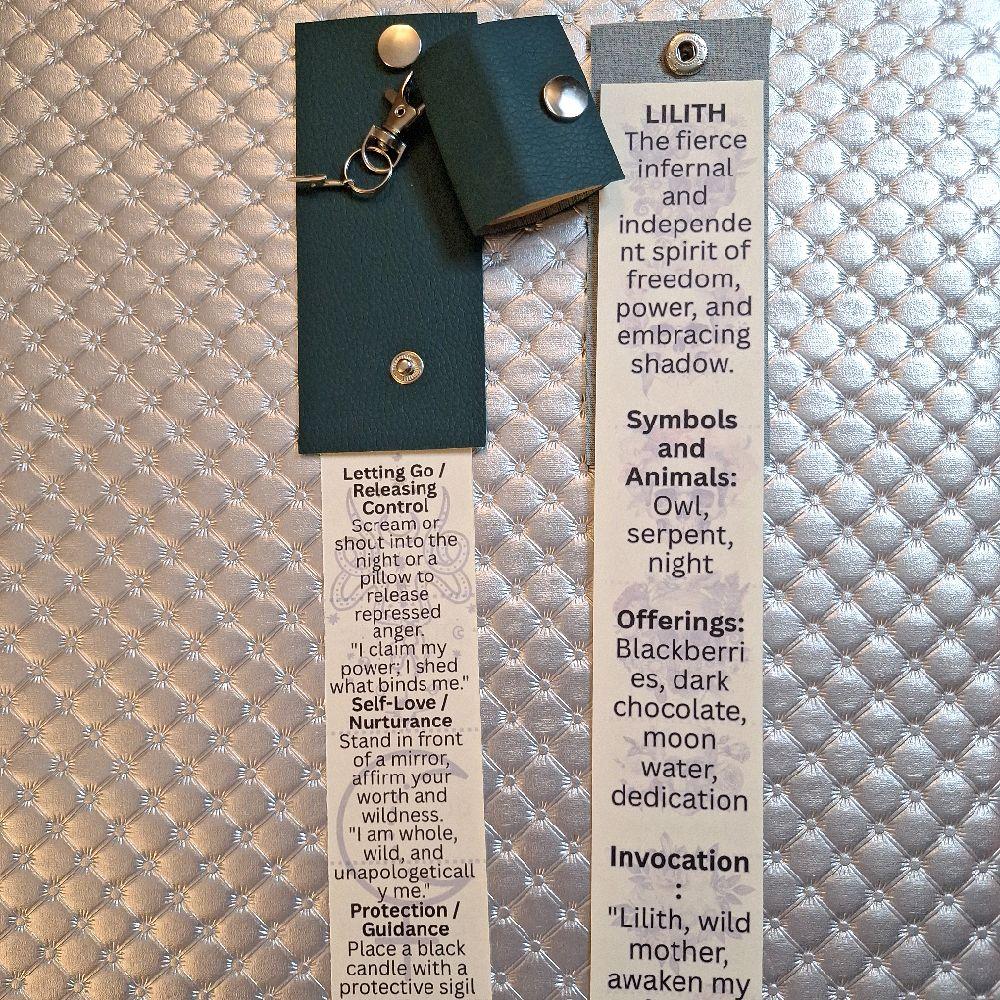 Letting Go /
Releasing
Control
Scream or
shout into the
night or a
pillow to
release
repressed
anger.
"I claim my
power; I shed
what binds me."
Self-Love /
Nurturance
Stand in front
of a mirror,
affirm your
worth and
wildness.
"I am whole,
wild, and
unapologeticall
y me."
Protection /
Guidance
Place a black
candle with a
protective sigil
LILITH
The fierce
infernal
and
independe
nt spirit of
freedom,
power, and
embracing
shadow.
Symbols
and
Animals:
Owl,
serpent,
night
Offerings:
Blackberri
es, dark
chocolate,
moon
water,
dedication
Invocation
:
"Lilith, wild
mother,
awaken my